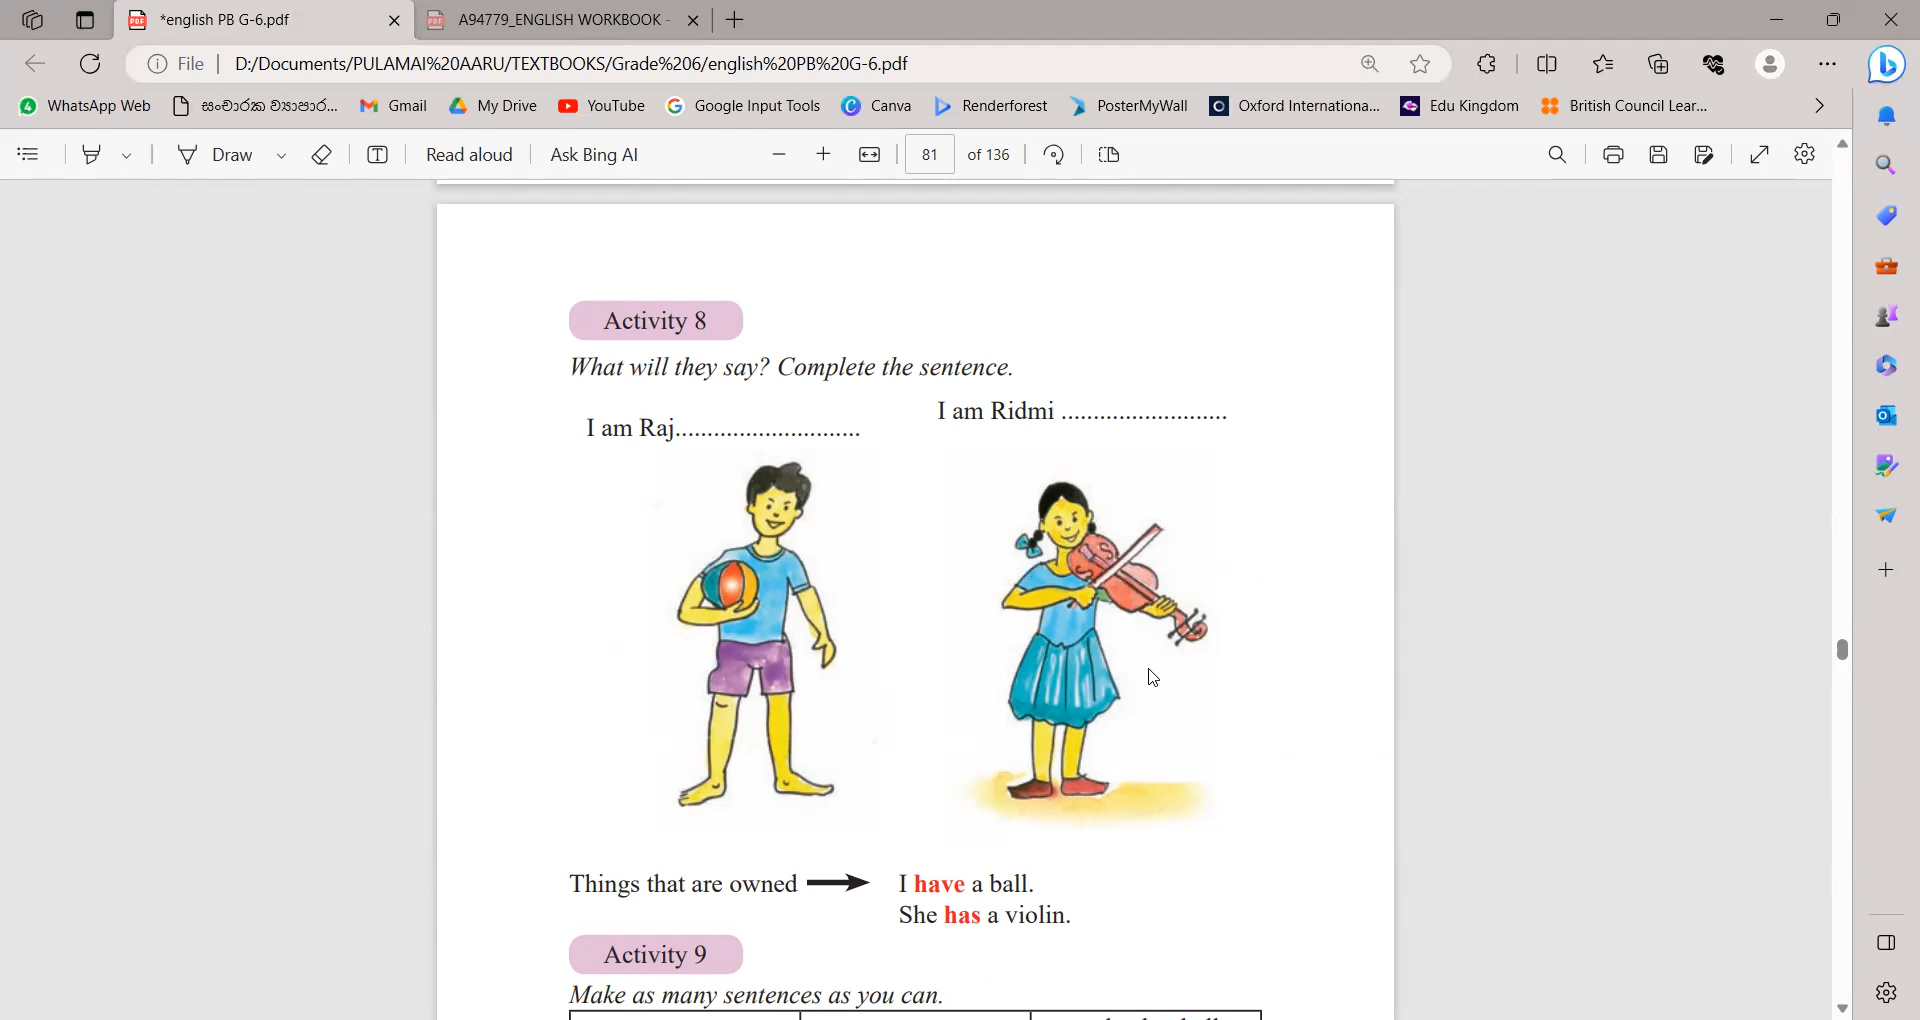 *english PB G-6.pdf
A94779_ENGLISH WORKBOOK -
File
D:/Documents/PULAMAI%20AARU/TEXTBOOKS/Grade%206/english%20PB%20G-6.pdf
WhatsApp Web
සංචාරක ව්‍යාපාර...
Gmail
My Drive
YouTube
Google Input Tools
Canva
Renderforest
PosterMyWall
Oxford Internationa...
Edu Kingdom
British Council Lear...
Draw
Read aloud
Ask Bing AI
81
of 136
Activity 8
What will they say? Complete the sentence.
I am Ridmi ..........................
I am Raj............................
Things that are owned
I have a ball.
She has a violin.
Activity 9
Make as many sentences as you can.